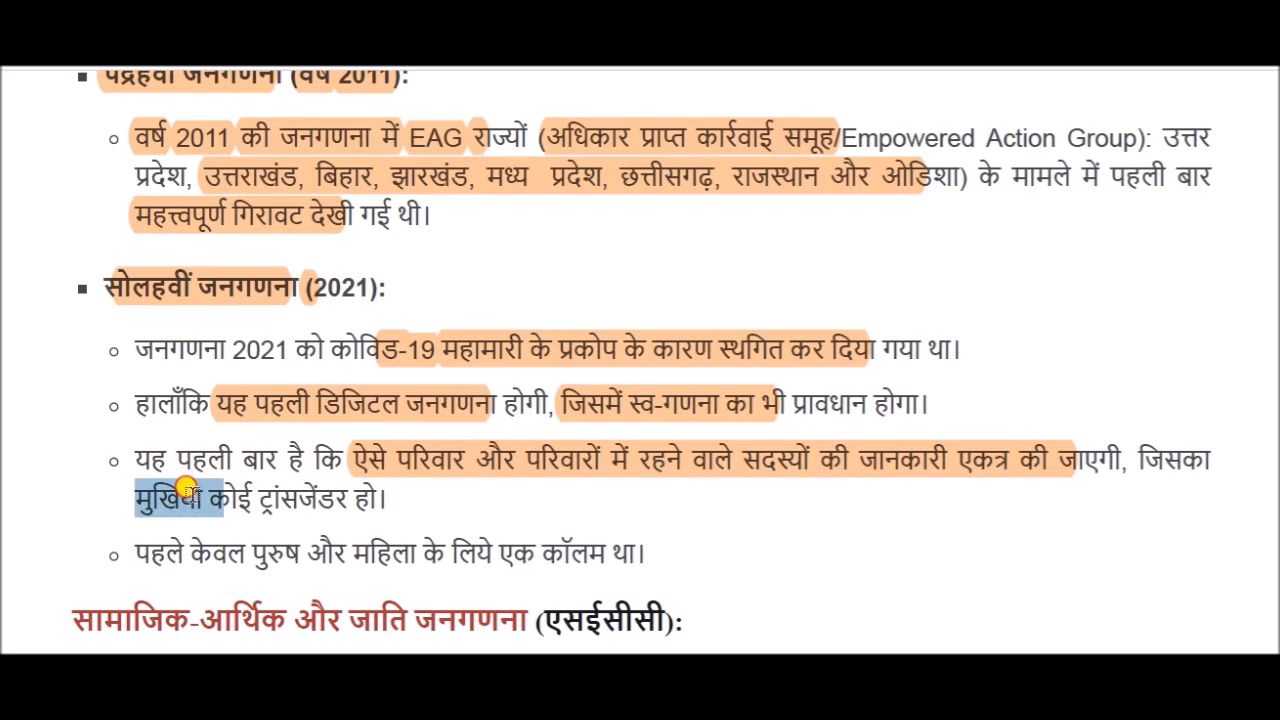 ▪ पंद्रहवीं जनगणना (वर्ष 2011):
○ वर्ष 2011 की जनगणना में EAG राज्यों (अधिकार प्राप्त कार्रवाई समूह/Empowered Action Group): उत्तर
प्रदेश, उत्तराखंड, बिहार, झारखंड, मध्य प्रदेश, छत्तीसगढ़, राजस्थान और ओडिशा) के मामले में पहली बार
महत्त्वपूर्ण गिरावट देखी गई थी।
▪ सोलहवीं जनगणना (2021):
○ जनगणना 2021 को कोविड-19 महामारी के प्रकोप के कारण स्थगित कर दिया गया था।
○ हालाँकि यह पहली डिजिटल जनगणना होगी, जिसमें स्व-गणना का भी प्रावधान होगा।
○ यह पहली बार है कि ऐसे परिवार और परिवारों में रहने वाले सदस्यों की जानकारी एकत्र की जाएगी, जिसका
मुखिया कोई ट्रांसजेंडर हो।
○ पहले केवल पुरुष और महिला के लिये एक कॉलम था।
सामाजिक-आर्थिक और जाति जनगणना (एसईसीसी):